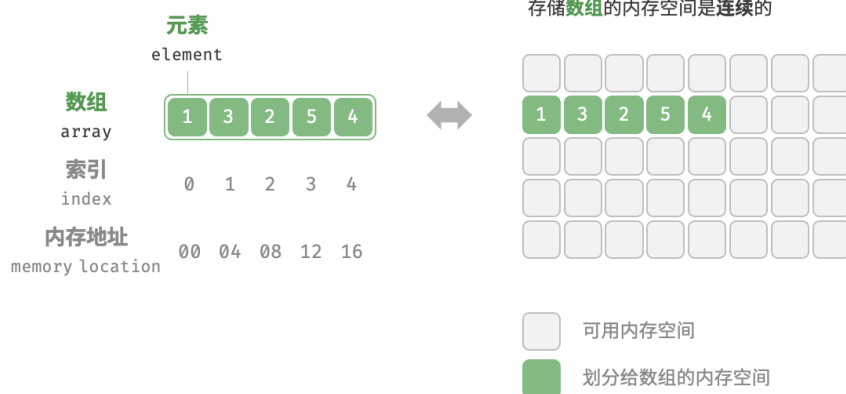 元素
element
数组
array
1 3 2 5 4
索引
index
0 1 2 3 4
内存地址
memory location
00 04 08 12 16
存储数组的内存空间是连续的
1 3 2 5 4
可用内存空间
划分给数组的内存空间